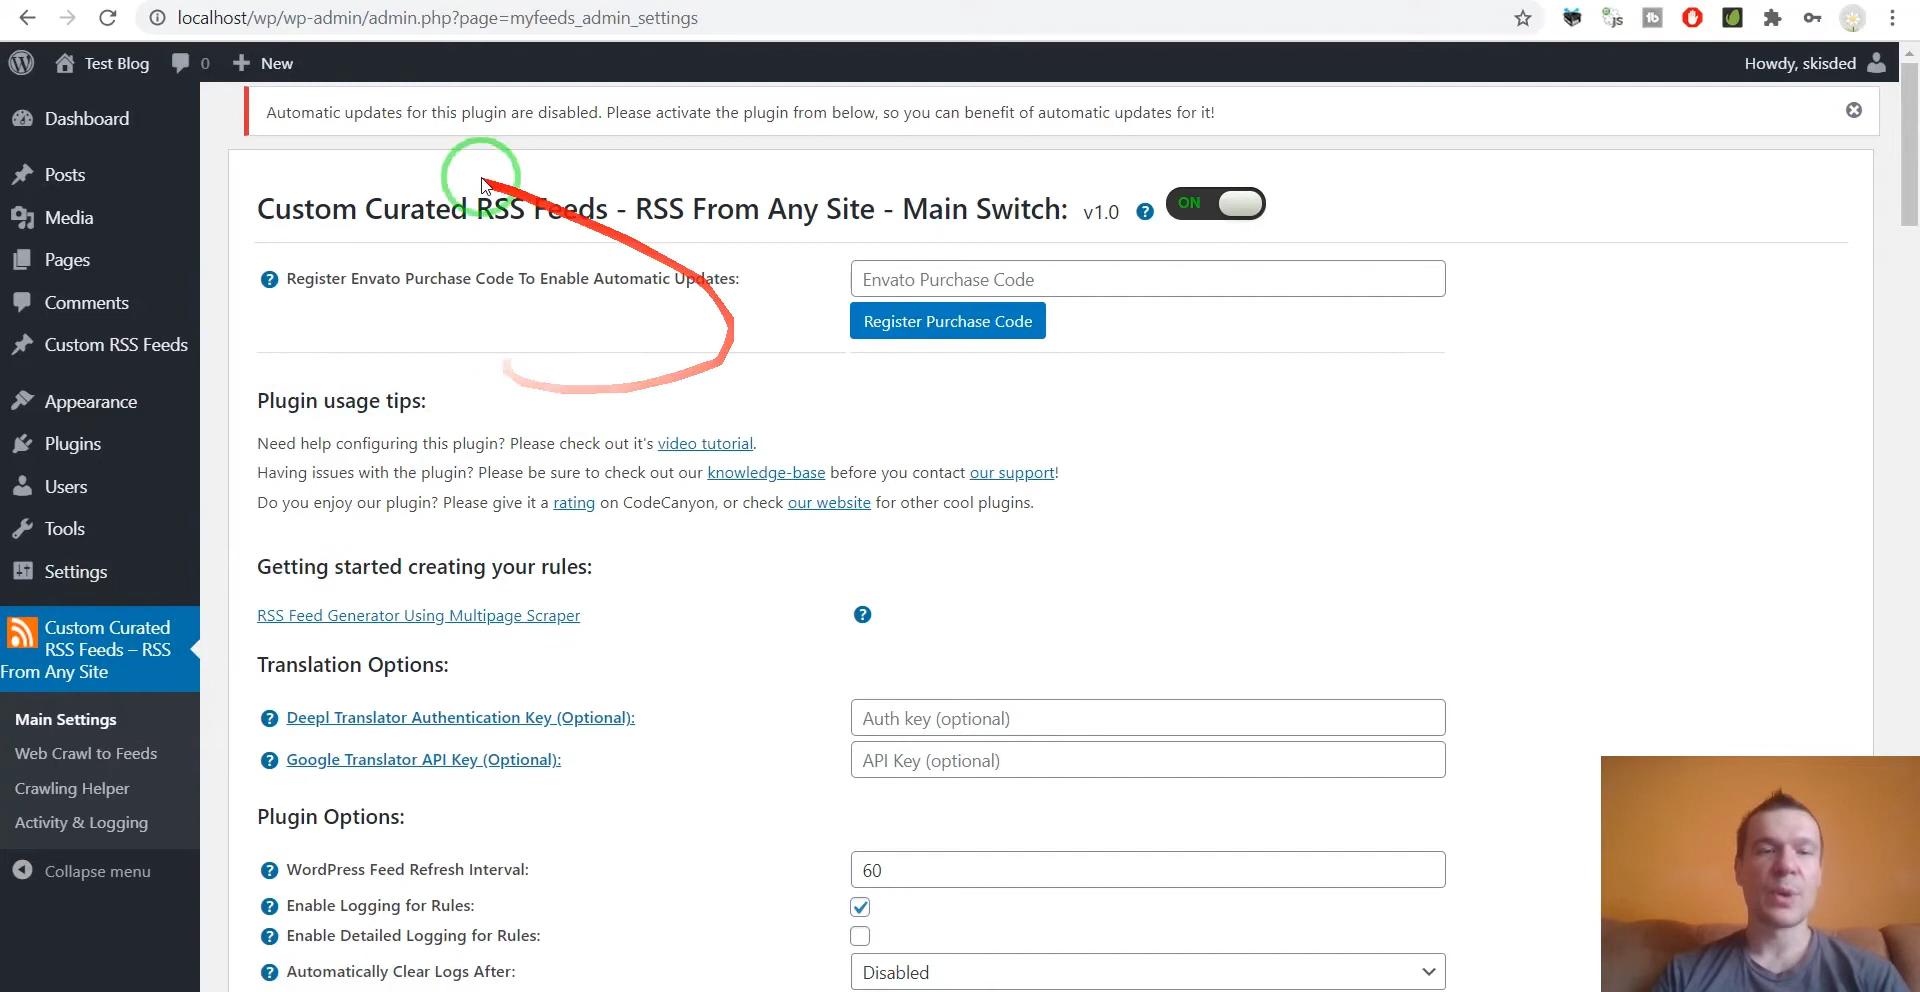 localhost/wp/wp-admin/admin.php?page=myfeeds_admin_settings
Test Blog
0
New
Howdy, skisded
Dashboard
Posts
Media
Pages
Comments
Custom RSS Feeds
Appearance
Plugins
Users
Tools
Settings
Custom Curated
RSS Feeds – RSS
From Any Site
Main Settings
Web Crawl to Feeds
Crawling Helper
Activity & Logging
Collapse menu
Automatic updates for this plugin are disabled. Please activate the plugin from below, so you can benefit of automatic updates for it!
Custom Curated RSS Feeds - RSS From Any Site - Main Switch: v1.0 ? ON
? Register Envato Purchase Code To Enable Automatic Updates:
Envato Purchase Code
Register Purchase Code
Plugin usage tips:
Need help configuring this plugin? Please check out it's video tutorial.
Having issues with the plugin? Please be sure to check out our knowledge-base before you contact our support!
Do you enjoy our plugin? Please give it a rating on CodeCanyon, or check our website for other cool plugins.
Getting started creating your rules:
RSS Feed Generator Using Multipage Scraper ?
Translation Options:
? Deepl Translator Authentication Key (Optional): Auth key (optional)
? Google Translator API Key (Optional): API Key (optional)
Plugin Options:
? WordPress Feed Refresh Interval: 60
? Enable Logging for Rules:
? Enable Detailed Logging for Rules:
? Automatically Clear Logs After: Disabled